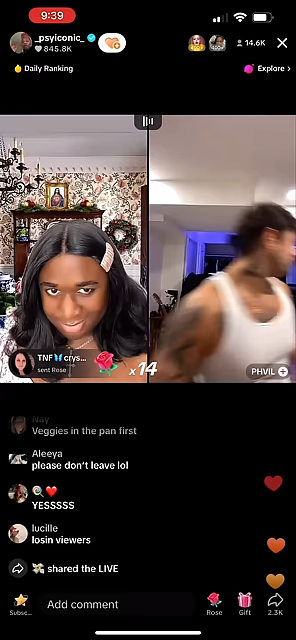 9:39
_psyiconic_
845.8K
14.6K
Daily Ranking
Explore >
TNF🦋crys...
sent Rose
x14
PHVIL
Nay
Veggies in the pan first
Aleeya
please don't leave lol
YESSSSS
lucille
losin viewers
shared the LIVE
Subsc...
Add comment
Rose
Gift
2.3K